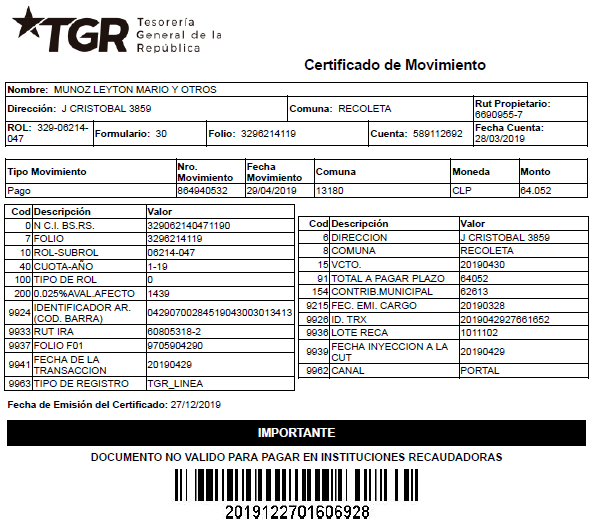 TGR
Tesorería
General de la
República
Certificado de Movimiento
Nombre: MUNOZ LEYTON MARIO Y OTROS
Dirección: J CRISTOBAL 3859 Comuna: RECOLETA Rut Propietario: 6690955-7
ROL: 329-06214-047 Formulario: 30 Folio: 3296214119 Cuenta: 589112692 Fecha Cuenta: 28/03/2019
Tipo Movimiento Nro. Movimiento Fecha Movimiento Comuna Moneda Monto
Pago 864940532 29/04/2019 13180 CLP 64.052
Cod Descripción Valor
0 N C.I. BS.RS. 329062140471190
7 FOLIO 3296214119
10 ROL-SUBROL 06214-047
40 CUOTA-AÑO 1-19
100 TIPO DE ROL 0
200 0.025%AVAL.AFECTO 1439
9924 IDENTIFICADOR AR. (COD. BARRA) 04290700284519043003013413
9933 RUT IRA 60805318-2
9937 FOLIO F01 9705904290
9941 FECHA DE LA TRANSACCION 20190429
9963 TIPO DE REGISTRO TGR_LINEA
Cod Descripción Valor
6 DIRECCION J CRISTOBAL 3859
8 COMUNA RECOLETA
15 VCTO. 20190430
91 TOTAL A PAGAR PLAZO 64052
154 CONTRIB.MUNICIPAL 62613
9215 FEC. EMI. CARGO 20190328
9926 ID. TRX 2019042927661652
9936 LOTE RECA 1011102
9939 FECHA INYECCION A LA CUT 20190429
9962 CANAL PORTAL
Fecha de Emisión del Certificado: 27/12/2019
IMPORTANTE
DOCUMENTO NO VALIDO PARA PAGAR EN INSTITUCIONES RECAUDADORAS
2019122701606928